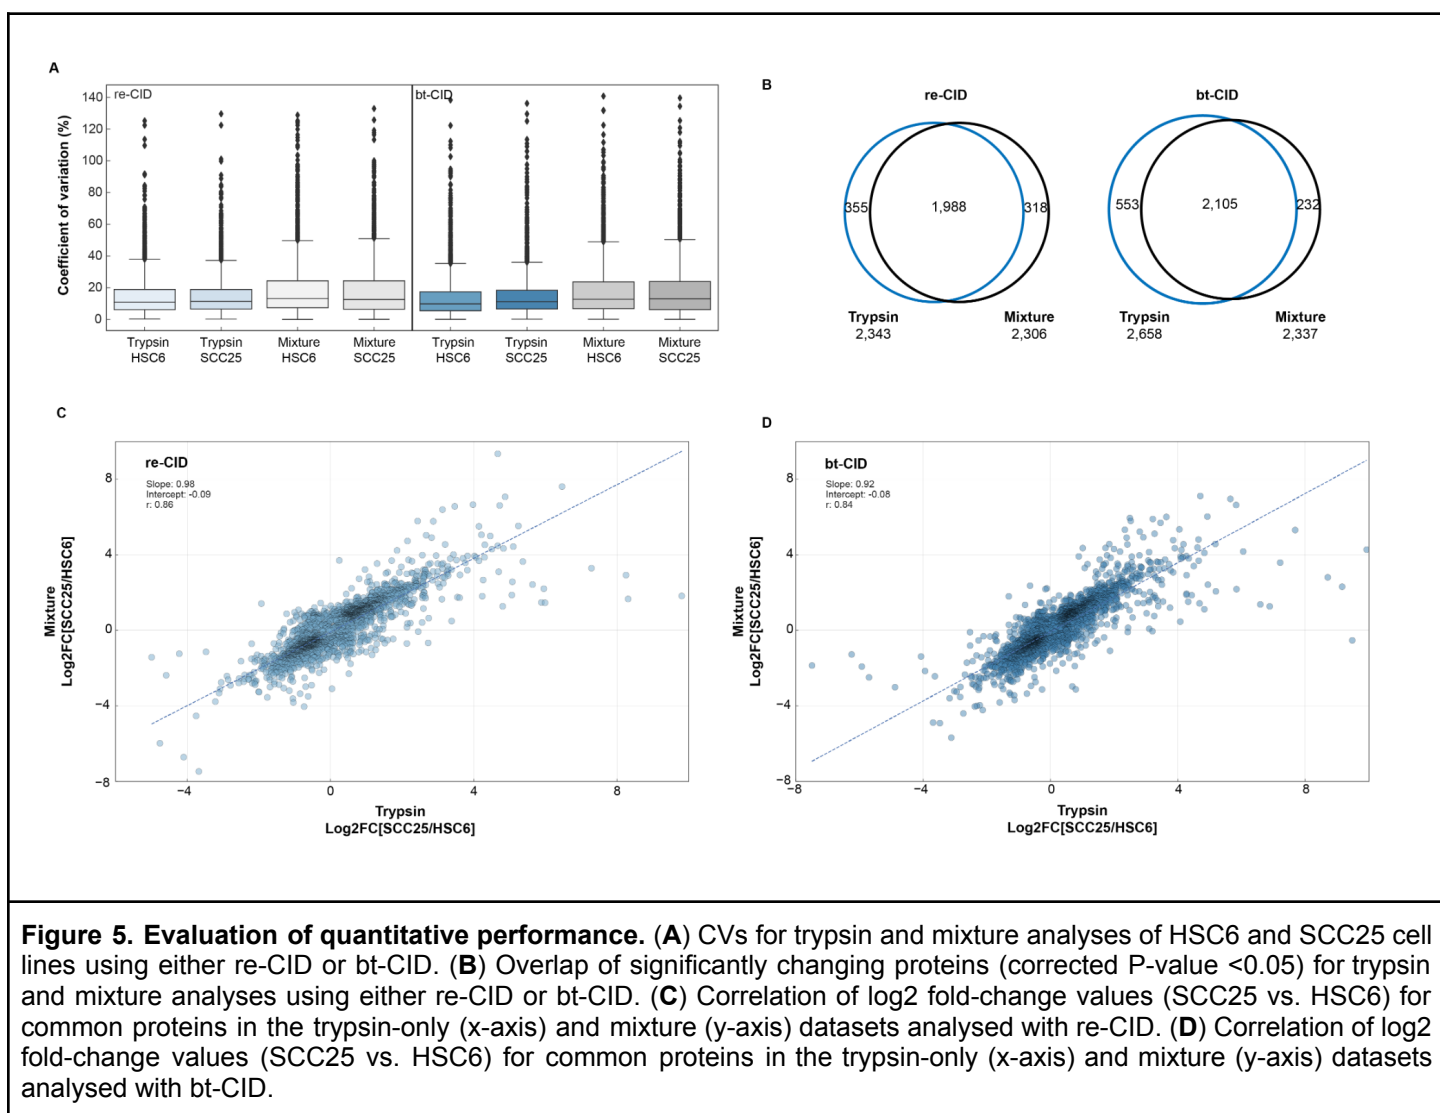 A
re-CID
bt-CID
Coefficient of variation (%)
140
120
100
80
60
40
20
0
Trypsin
HSC6
Trypsin
SCC25
Mixture
HSC6
Mixture
SCC25
Trypsin
HSC6
Trypsin
SCC25
Mixture
HSC6
Mixture
SCC25
B
re-CID
355
1,988
318
Trypsin
2,343
Mixture
2,306
bt-CID
553
2,105
232
Trypsin
2,658
Mixture
2,337
C
re-CID
Slope: 0.98
Intercept: -0.09
r: 0.86
Mixture
Log2FC[SCC25/HSC6]
8
4
0
−4
−8
−4
0
4
8
Trypsin
Log2FC[SCC25/HSC6]
D
bt-CID
Slope: 0.92
Intercept: -0.08
r: 0.84
Mixture
Log2FC[SCC25/HSC6]
8
4
0
−4
−8
−8
−4
0
4
8
Trypsin
Log2FC[SCC25/HSC6]
Figure 5. Evaluation of quantitative performance. (A) CVs for trypsin and mixture analyses of HSC6 and SCC25 cell
lines using either re-CID or bt-CID. (B) Overlap of significantly changing proteins (corrected P-value <0.05) for trypsin
and mixture analyses using either re-CID or bt-CID. (C) Correlation of log2 fold-change values (SCC25 vs. HSC6) for
common proteins in the trypsin-only (x-axis) and mixture (y-axis) datasets analysed with re-CID. (D) Correlation of log2
fold-change values (SCC25 vs. HSC6) for common proteins in the trypsin-only (x-axis) and mixture (y-axis) datasets
analysed with bt-CID.